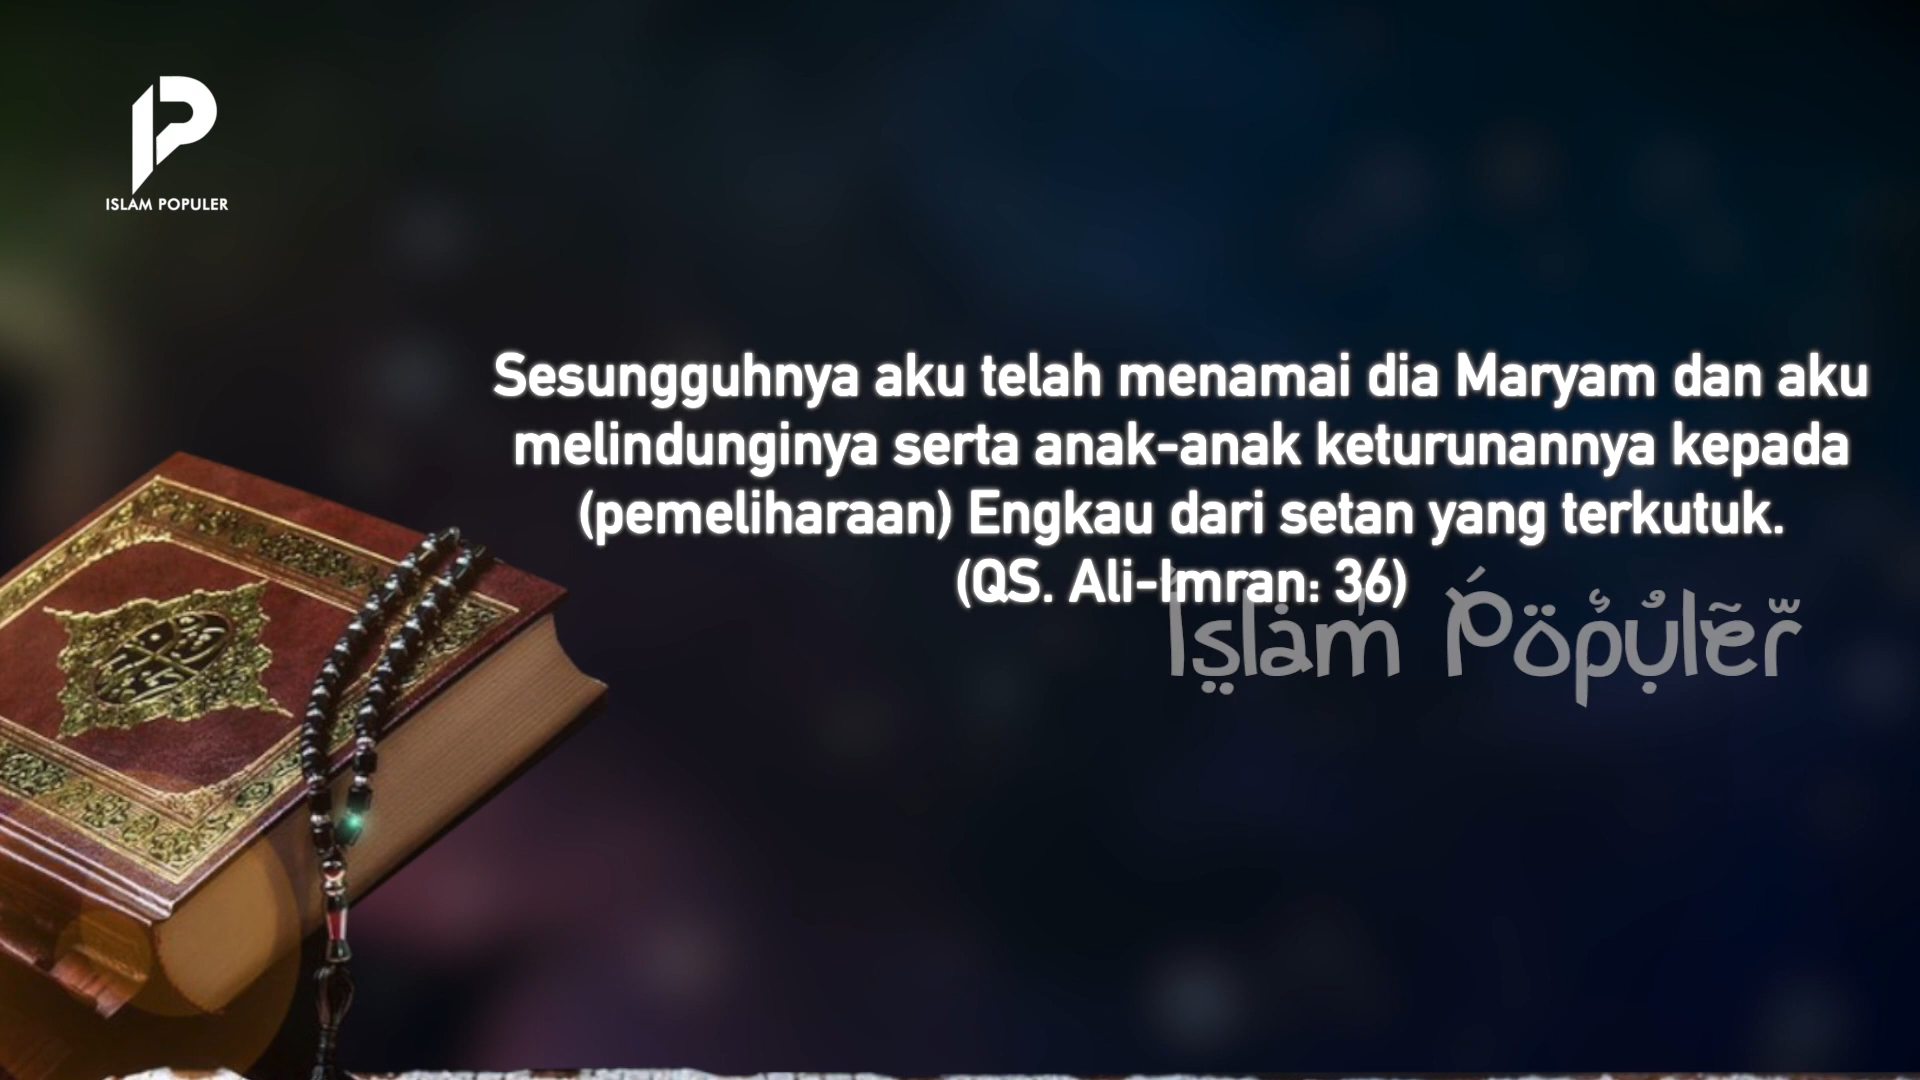 ISLAM POPULER
Sesungguhnya aku telah menamai dia Maryam dan aku
melindunginya serta anak-anak keturunannya kepada
(pemeliharaan) Engkau dari setan yang terkutuk.
(QS. Ali-Imran: 36)
Islam Populer